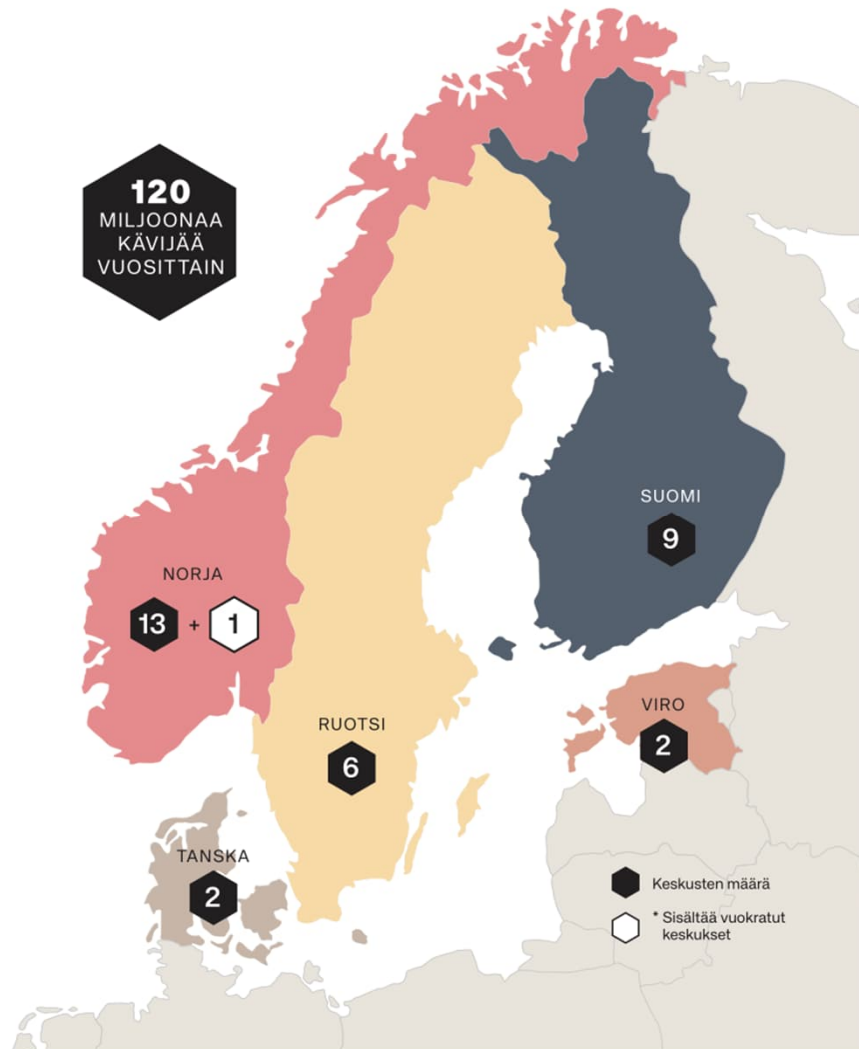 120
MILJOONAA
KÄVIJÄÄ
VUOSITTAIN
SUOMI
9
NORJA
13 + 1
VIRO
2
RUOTSI
6
TANSKA
2
Keskusten määrä
* Sisältää vuokratut
keskukset